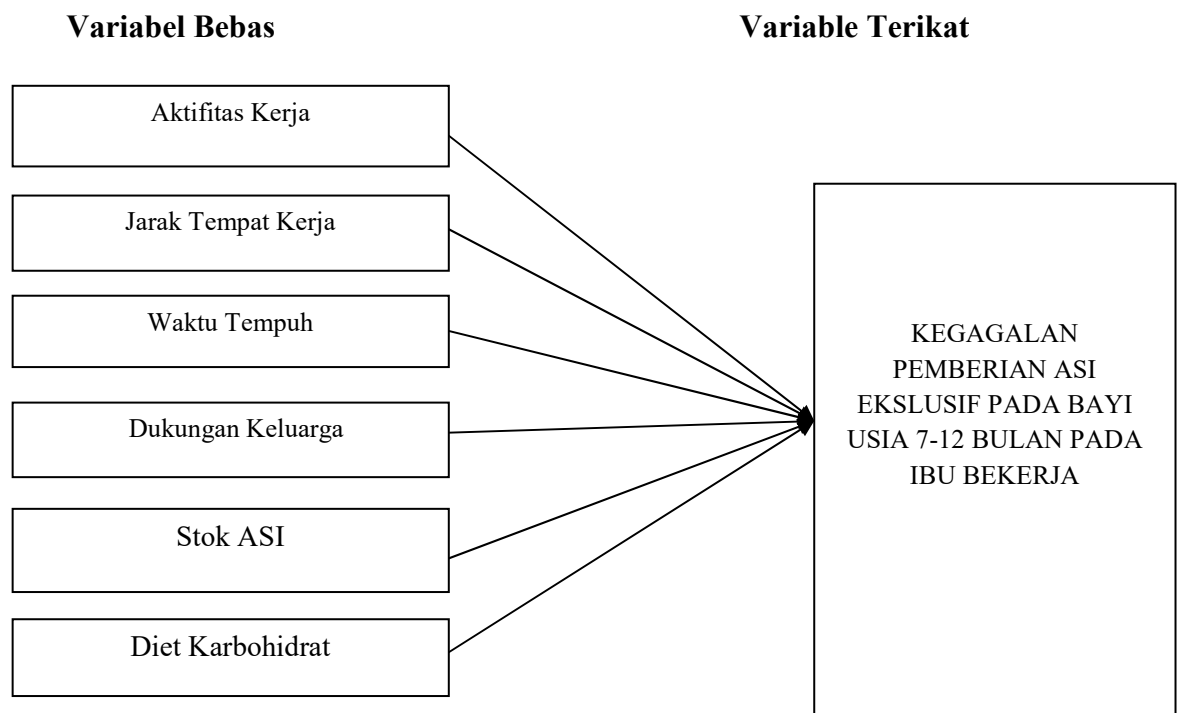 Variabel Bebas
Variable Terikat
Aktifitas Kerja
Jarak Tempat Kerja
Waktu Tempuh
Dukungan Keluarga
Stok ASI
Diet Karbohidrat
KEGAGALAN
PEMBERIAN ASI
EKSLUSIF PADA BAYI
USIA 7-12 BULAN PADA
IBU BEKERJA